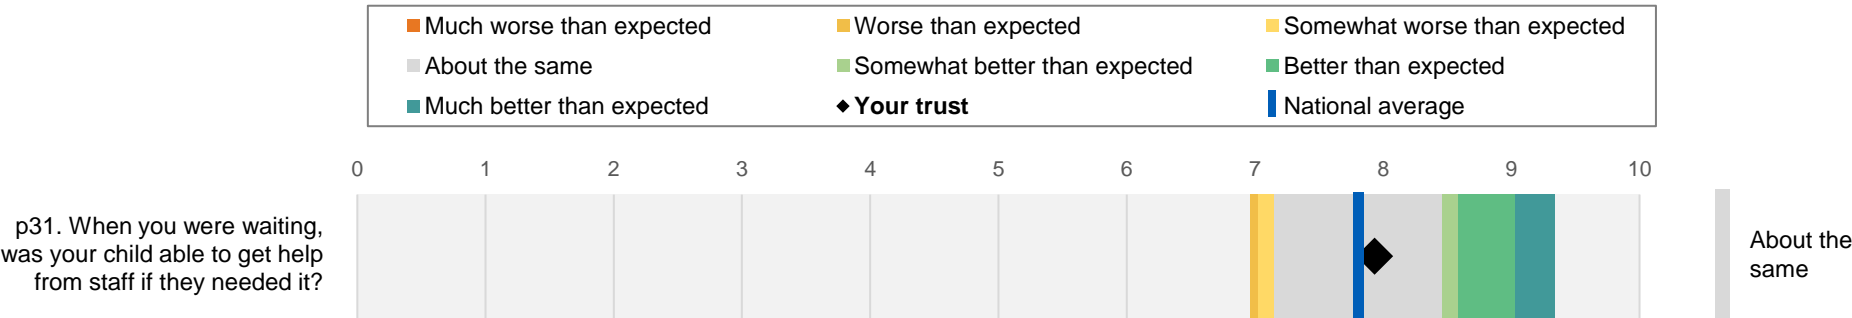 Much worse than expected
Worse than expected
Somewhat worse than expected
About the same
Somewhat better than expected
Better than expected
Much better than expected
Your trust
National average
0 1 2 3 4 5 6 7 8 9 10
p31. When you were waiting,
was your child able to get help
from staff if they needed it?
About the
same